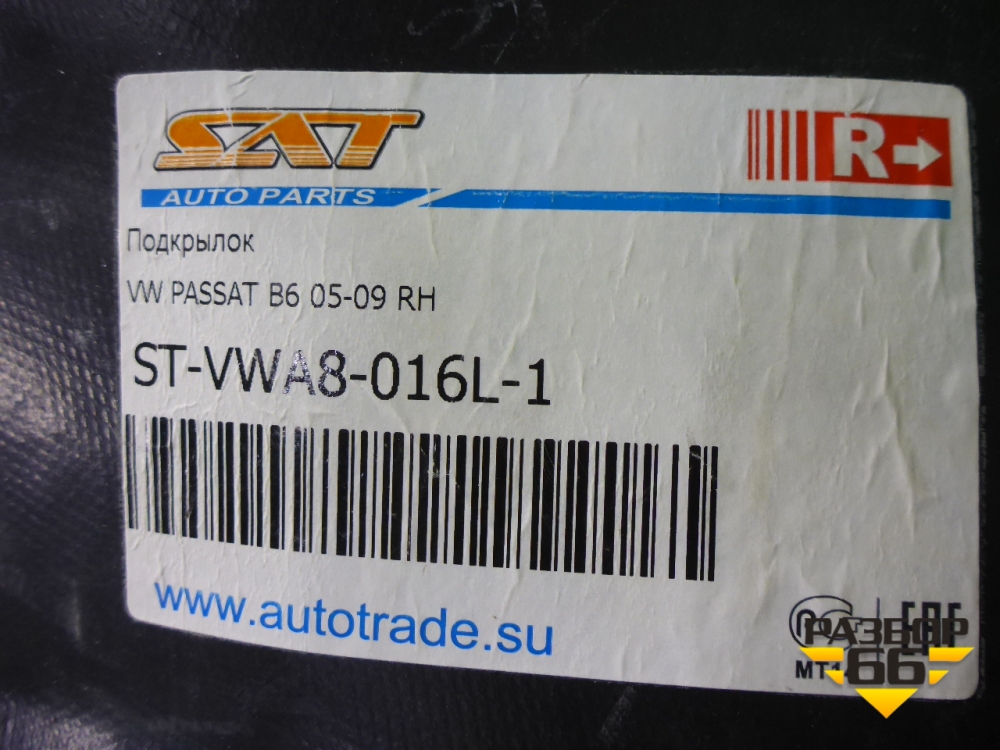 SAT
R
AUTO PARTS
Подкрылок
VW PASSAT B6 05-09 RH
ST-VWA8-016L-1
www.autotrade.su
РАЗБОР
66